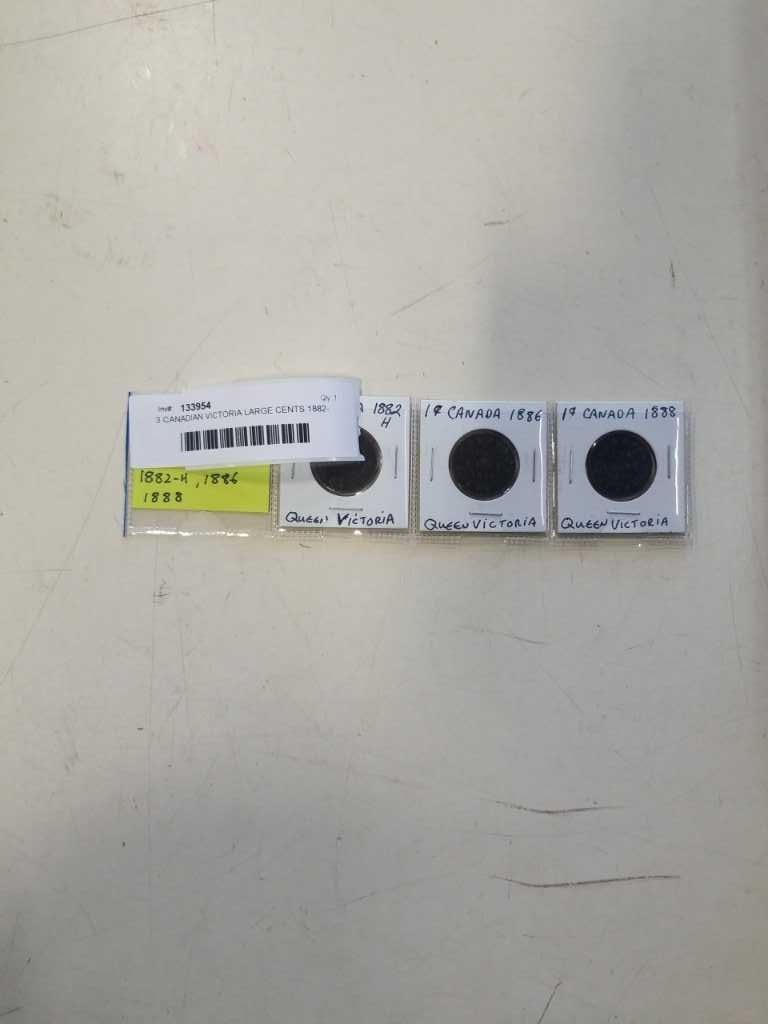 Inv#: 133954 Qty: 1
3 CANADIAN VICTORIA LARGE CENTS 1882-
1882-H, 1886
1888
A 1882
H
QUEEN VICTORIA
1¢ CANADA 1886
QUEEN VICTORIA
1¢ CANADA 1888
QUEEN VICTORIA